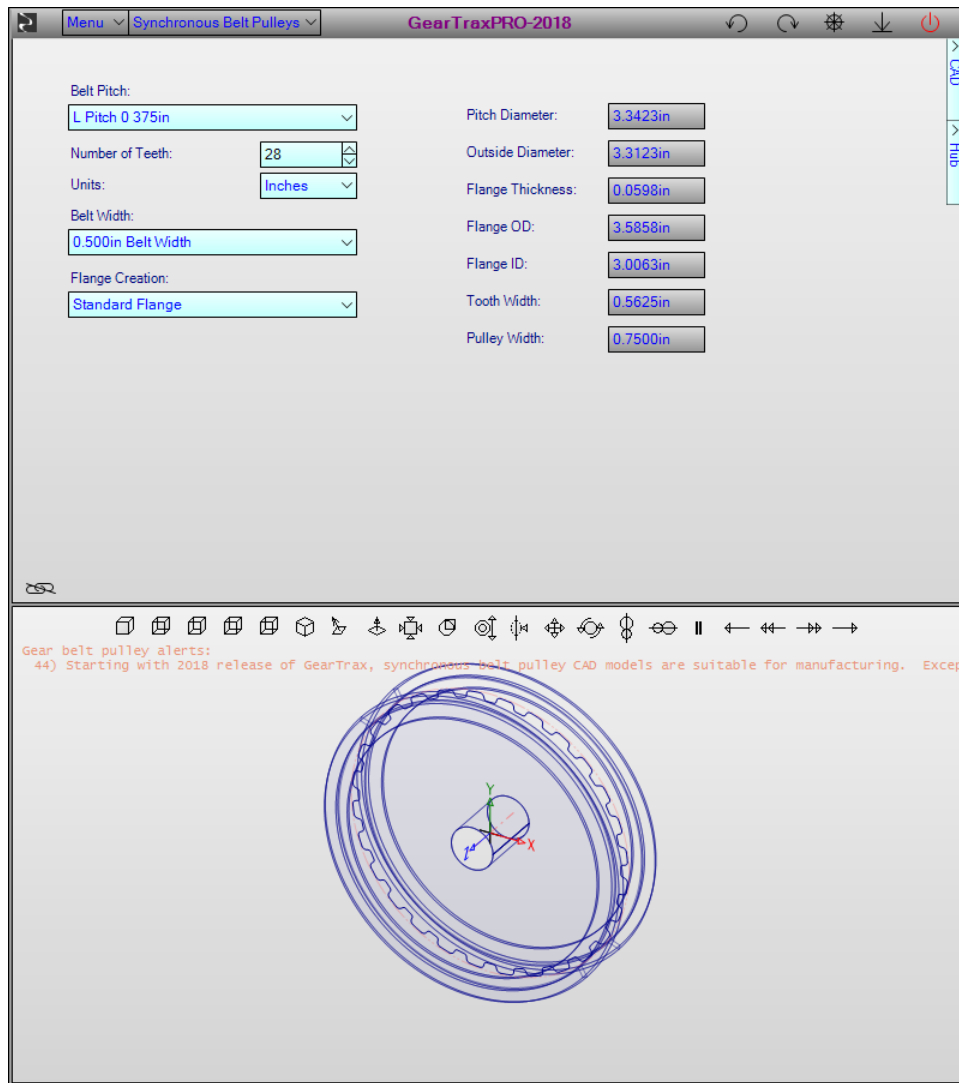 Menu Synchronous Belt Pulleys GearTraxPRO-2018
CAD
Hub
Belt Pitch:
L Pitch 0 375in
Number of Teeth: 28
Units: Inches
Belt Width:
0.500in Belt Width
Flange Creation:
Standard Flange
Pitch Diameter: 3.3423in
Outside Diameter: 3.3123in
Flange Thickness: 0.0598in
Flange OD: 3.5858in
Flange ID: 3.0063in
Tooth Width: 0.5625in
Pulley Width: 0.7500in
Gear belt pulley alerts:
44) Starting with 2018 release of GearTrax, synchronous belt pulley CAD models are suitable for manufacturing. Excep
Y
Z
X